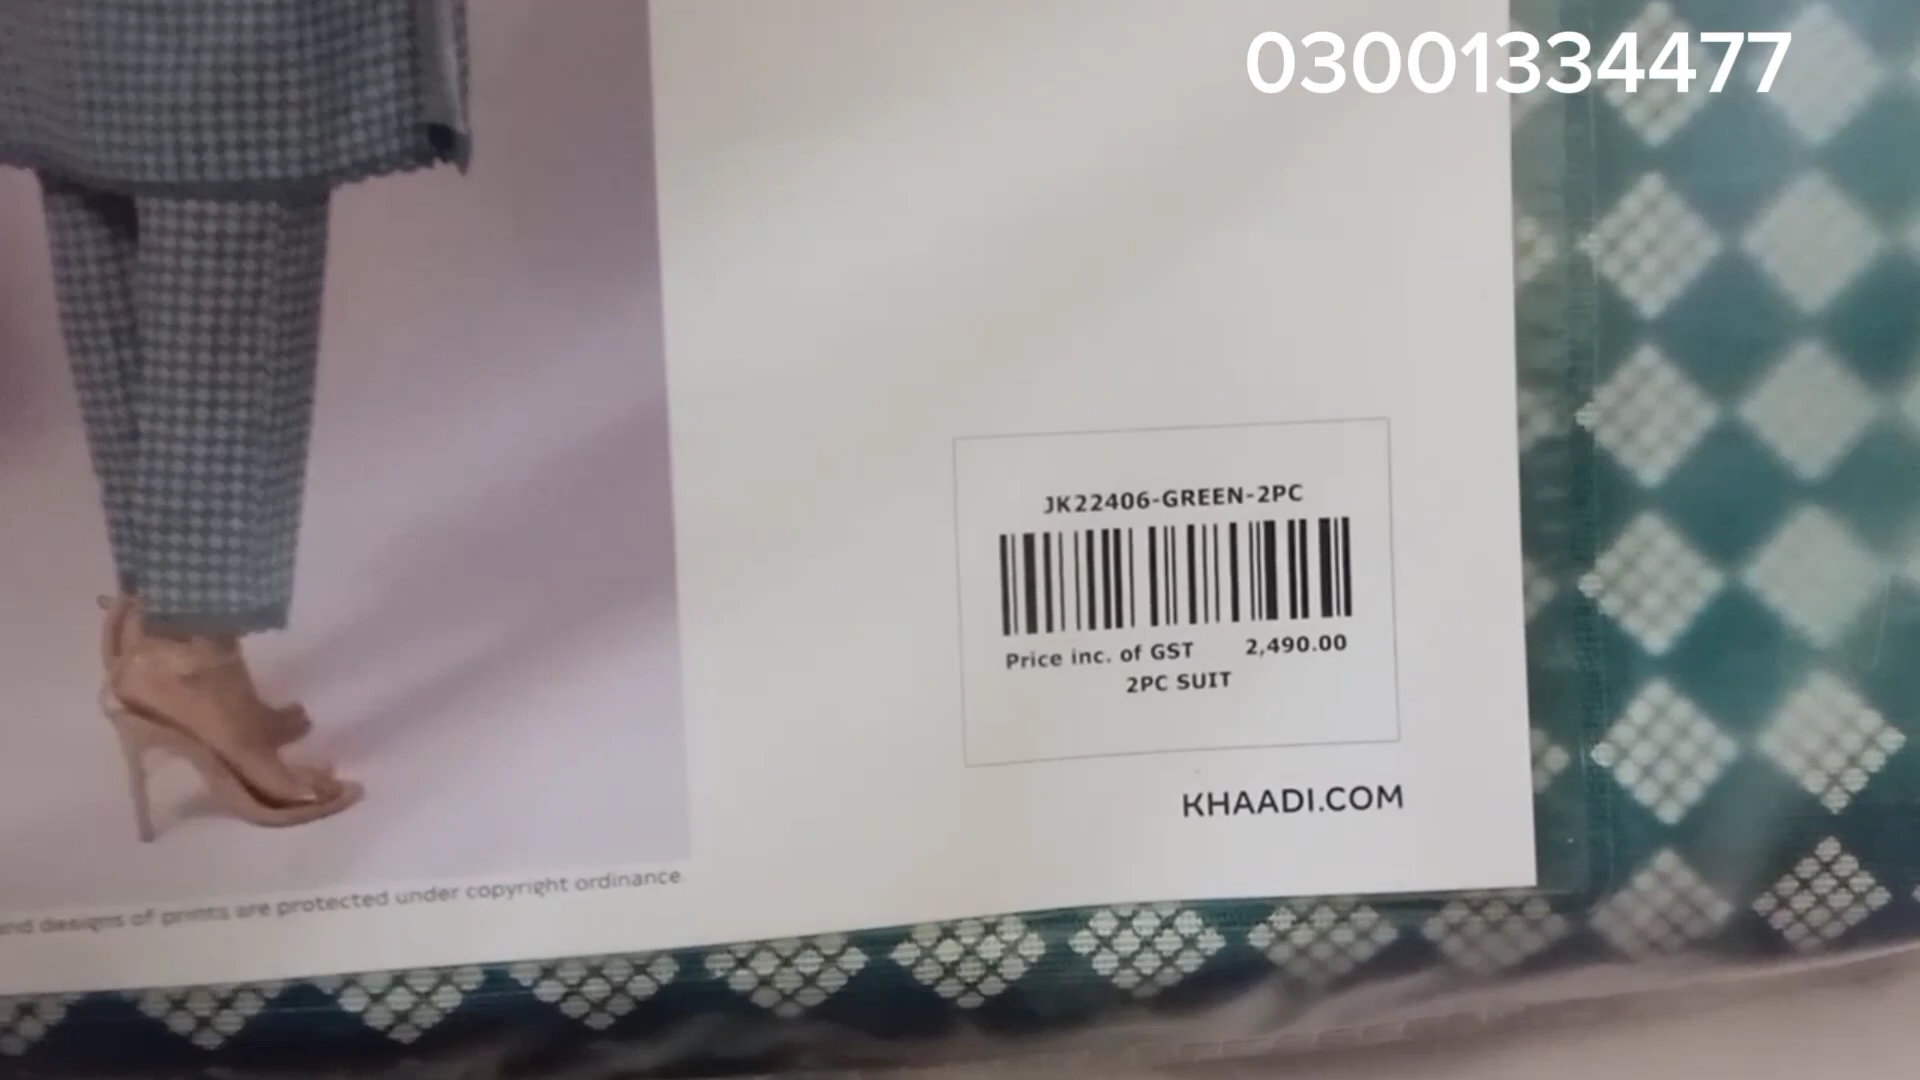 03001334477
JK22406-GREEN-2PC
Price inc. of GST 2,490.00
2PC SUIT
KHAADI.COM
and designs of prints are protected under copyright ordinance.